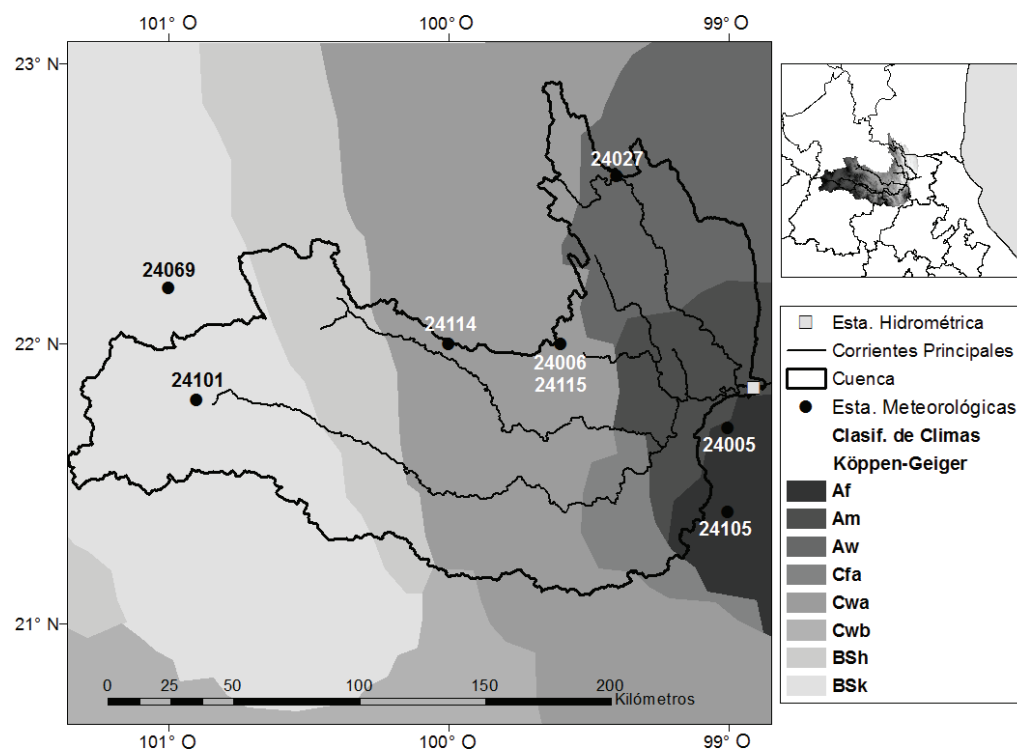 101° O
100° O
99° O
23° N
22° N
21° N
24027
24069
24114
24006
24115
24101
24005
24105
0
25
50
100
150
200
Kilómetros
101° O
100° O
99° O
Esta. Hidrométrica
Corrientes Principales
Cuenca
Esta. Meteorológicas
Clasif. de Climas
Köppen-Geiger
Af
Am
Aw
Cfa
Cwa
Cwb
BSh
BSk